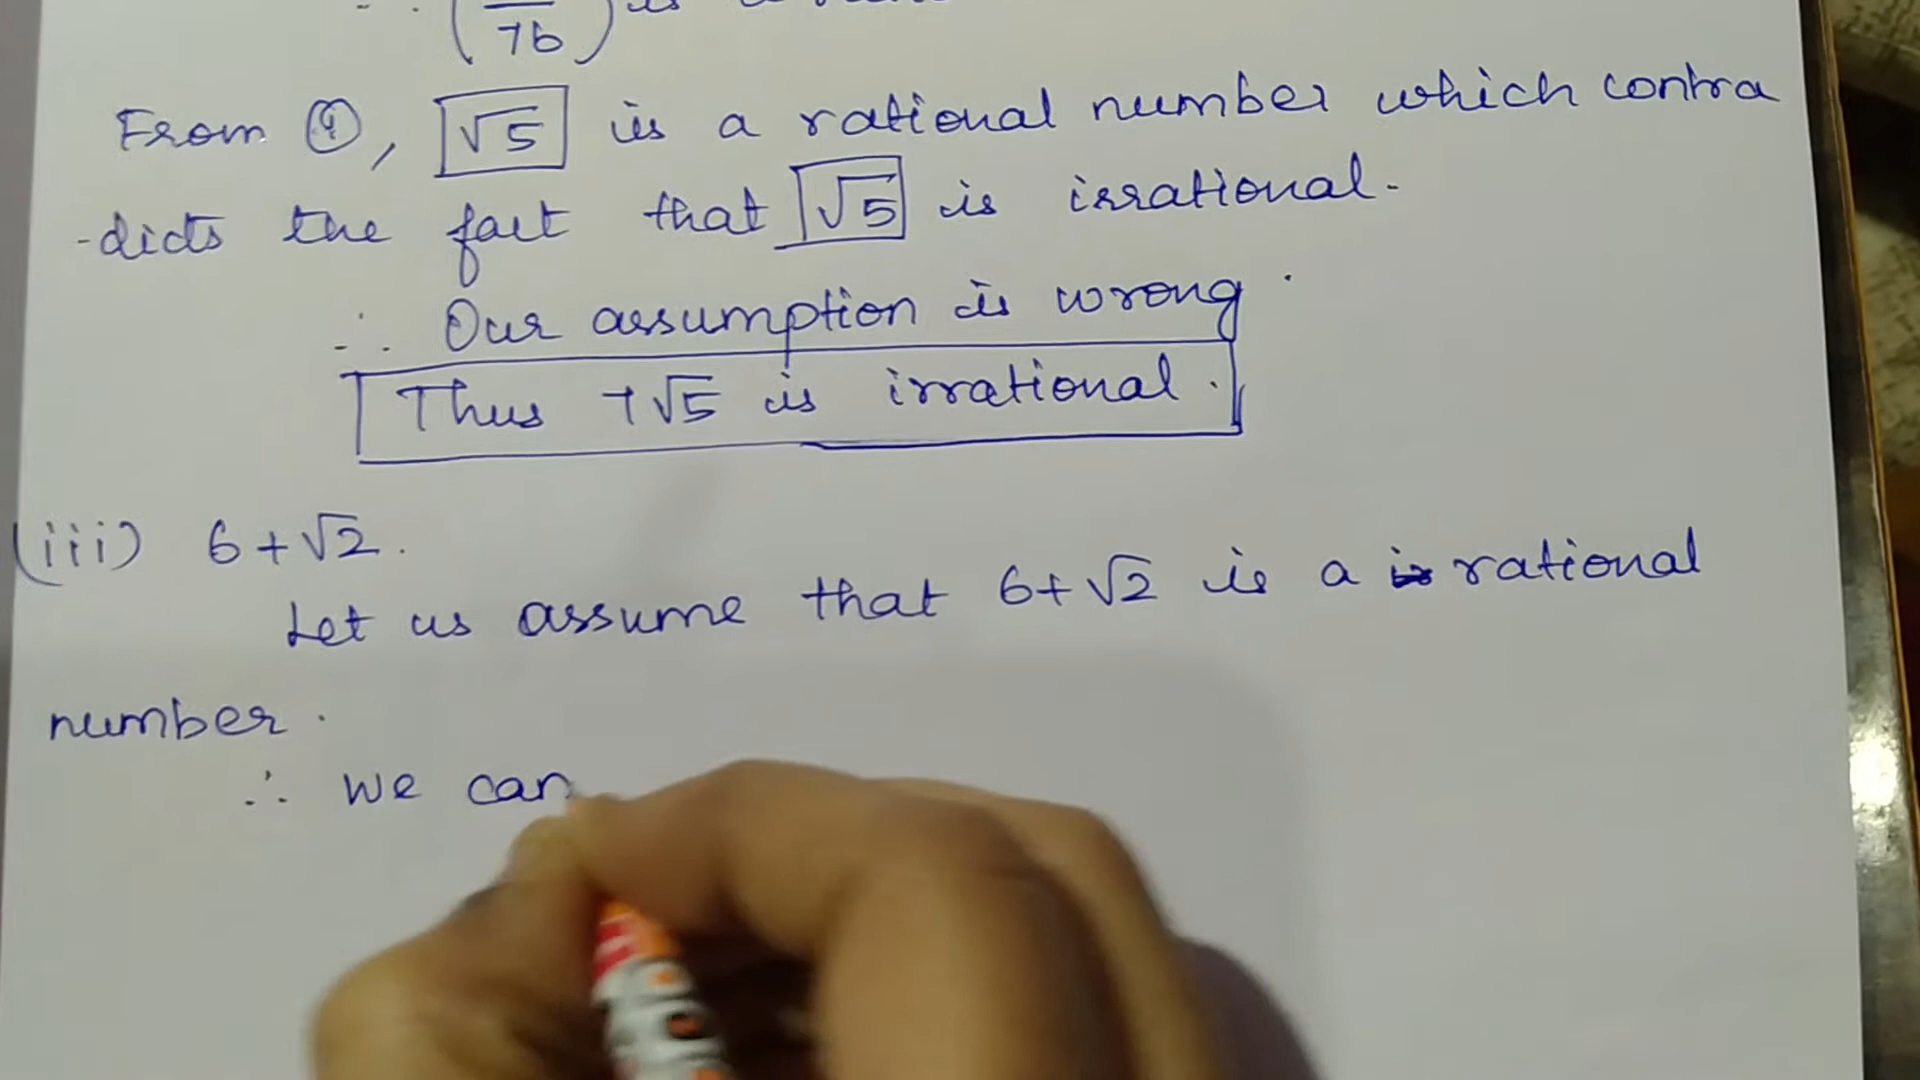 7b is
From ④, √5 is a rational number which contra
-dicts the fact that √5 is irrational.
∴ Our assumption is wrong.
Thus 7√5 is irrational.
(iii) 6+√2.
Let us assume that 6+√2 is a rational
number.
∴ we can